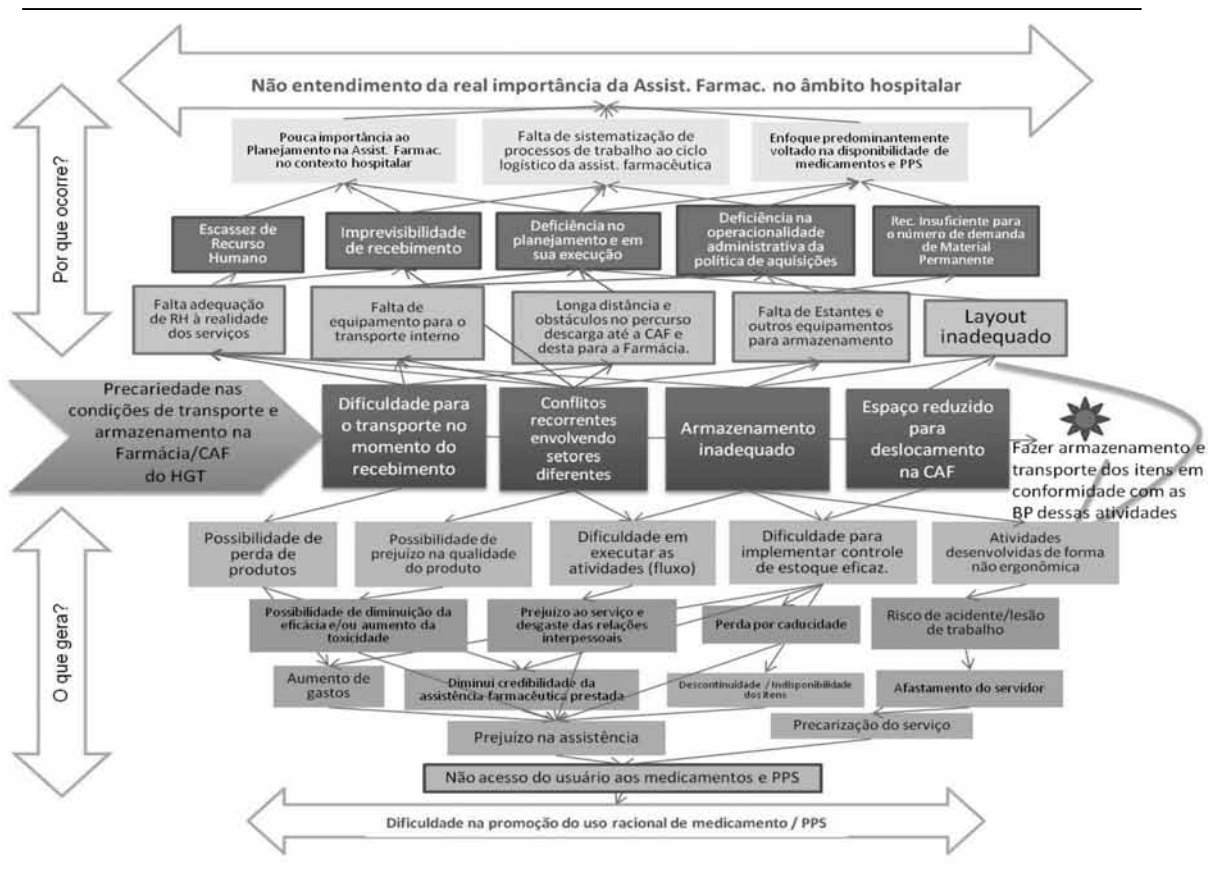 Não entendimento da real importância da Assist. Farmac. no âmbito hospitalar
Por que ocorre?
Pouca importância ao
Planejamento na Assist. Farmac.
no contexto hospitalar
Falta de sistematização de
processos de trabalho ao ciclo
logístico da assist. farmacêutica
Enfoque predominantemente
voltado na disponibilidade de
medicamentos e PPS
Escassez de
Recurso
Humano
Imprevisibilidade
de recebimento
Deficiência no
planejamento e em
sua execução
Deficiência na
operacionalidade
administrativa da
política de aquisições
Rec. Insuficiente para
o número de demanda
de Material
Permanente
Falta adequação
de RH à realidade
dos serviços
Falta de
equipamento para o
transporte interno
Longa distância e
obstáculos no percurso
descarga até a CAF e
desta para a Farmácia.
Falta de Estantes e
outros equipamentos
para armazenamento
Layout
inadequado
Precariedade nas
condições de transporte e
armazenamento na
Farmácia/CAF
do HGT
Dificuldade para
o transporte no
momento do
recebimento
Conflitos
recorrentes
envolvendo
setores
diferentes
Armazenamento
inadequado
Espaço reduzido
para
deslocamento
na CAF
Fazer armazenamento e
transporte dos itens em
conformidade com as
BP dessas atividades
O que gera?
Possibilidade de
perda de
produtos
Possibilidade de
prejuízo na qualidade
do produto
Dificuldade em
executar as
atividades (fluxo)
Dificuldade para
implementar controle
de estoque eficaz.
Atividades
desenvolvidas de forma
não ergonômica
Possibilidade de diminuição da
eficácia e/ou aumento da
toxicidade
Prejuízo ao serviço e
desgaste das relações
interpessoais
Perda por caducidade
Risco de acidente/lesão
de trabalho
Aumento de
gastos
Diminui credibilidade da
assistência-farmacêutica prestada
Descontinuidade / Indisponibilidade
dos itens
Afastamento do servidor
Prejuízo na assistência
Precarização do serviço
Não acesso do usuário aos medicamentos e PPS
Dificuldade na promoção do uso racional de medicamento / PPS